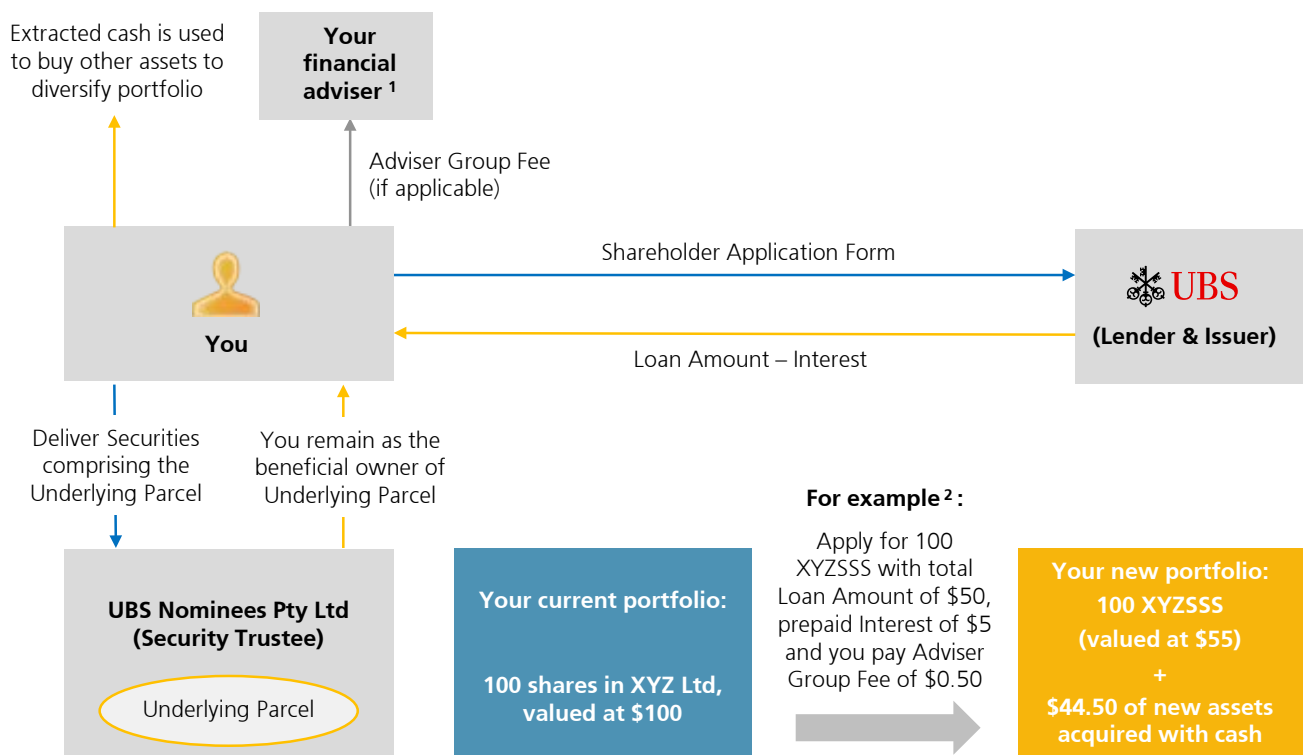 Extracted cash is used
to buy other assets to
diversify portfolio
Your
financial
adviser ¹
Adviser Group Fee
(if applicable)
You
Shareholder Application Form
Loan Amount – Interest
UBS
(Lender & Issuer)
Deliver Securities
comprising the
Underlying Parcel
You remain as the
beneficial owner of
Underlying Parcel
UBS Nominees Pty Ltd
(Security Trustee)
Underlying Parcel
Your current portfolio:
100 shares in XYZ Ltd,
valued at $100
For example ² :
Apply for 100
XYZSSS with total
Loan Amount of $50,
prepaid Interest of $5
and you pay Adviser
Group Fee of $0.50
Your new portfolio:
100 XYZSSS
(valued at $55)
+
$44.50 of new assets
acquired with cash